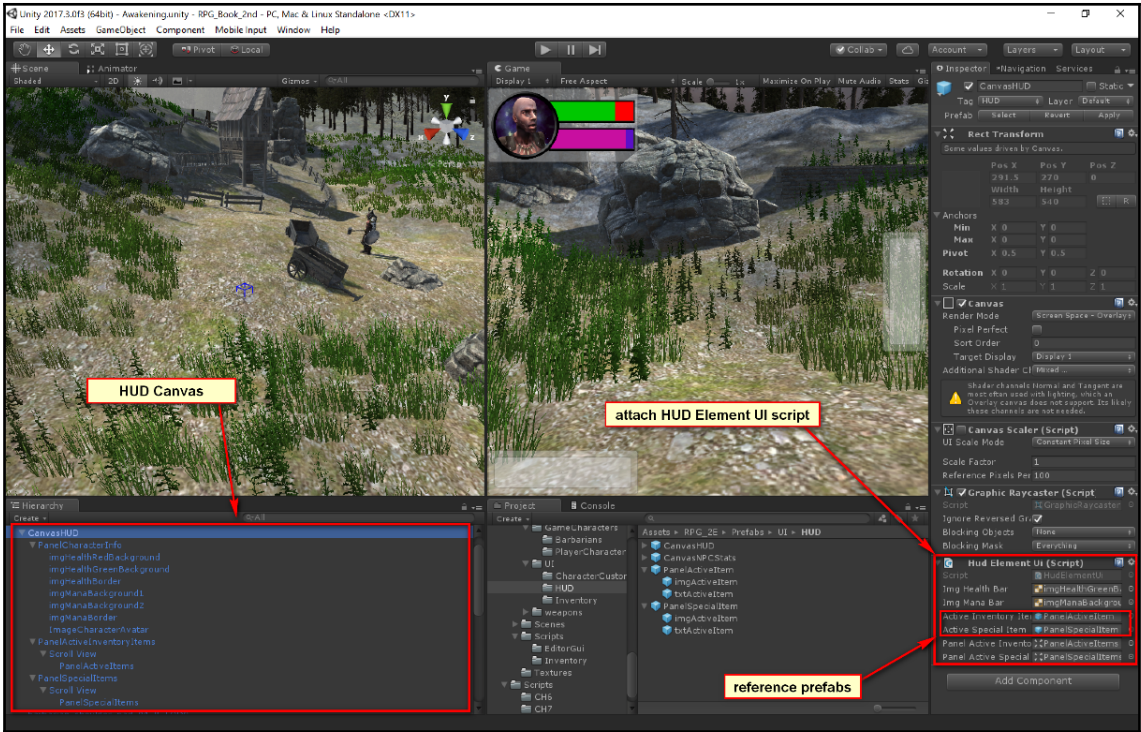 Unity 2017.3.0f3 (64bit) - Awakening.unity - RPG_Book_2nd - PC, Mac & Linux Standalone <DX11>
File Edit Assets GameObject Component Mobile Input Window Help
Pivot Local Collab Account Layers Layout
Scene Animator
Shaded 2D Gizmos All
y x z
Persp
HUD Canvas
Game
Display 1 Free Aspect Scale 1x Maximize On Play Mute Audio Stats Giz
attach HUD Element UI script
Hierarchy
Create All
CanvasHUD
PanelCharacterInfo
imgHealthRedBackground
imgHealthGreenBackground
imgHealthBorder
imgManaBackground1
imgManaBackground2
imgManaBorder
ImageCharacterAvatar
PanelActiveInventoryItems
Scroll View
PanelActiveItems
PanelSpecialItems
Scroll View
PanelSpecialItems
Project Console
Create
GameCharacters
Barbarians
PlayerCharacter
UI
CharacterCustor
HUD
Inventory
weapons
Scenes
Scripts
EditorGui
Inventory
Textures
Scripts
CH6
CH7
Assets RPG_2E Prefabs UI HUD
CanvasHUD
CanvasNPCStats
PanelActiveItem
imgActiveItem
txtActiveItem
PanelSpecialItem
imgActiveItem
txtActiveItem
reference prefabs
Inspector Navigation Services
CanvasHUD Static
Tag HUD Layer Default
Prefab Select Revert Apply
Rect Transform
Some values driven by Canvas.
Pos X Pos Y Pos Z
291.5 270 0
Width Height
583 540
R
Anchors
Min X 0 Y 0
Max X 0 Y 0
Pivot X 0.5 Y 0.5
Rotation X 0 Y 0 Z 0
Scale X 1 Y 1 Z 1
Canvas
Render Mode Screen Space - Overlay
Pixel Perfect
Sort Order 0
Target Display Display 1
Additional Shader Cl Mixed ...
Shader channels Normal and Tangent are
most often used with lighting, which an
Overlay canvas does not support. Its likely
these channels are not needed.
Canvas Scaler (Script)
UI Scale Mode Constant Pixel Size
Scale Factor 1
Reference Pixels Per 100
Graphic Raycaster (Script)
Script GraphicRaycaster
Ignore Reversed Gra
Blocking Objects None
Blocking Mask Everything
Hud Element Ui (Script)
Script HudElementUi
Img Health Bar imgHealthGreenB
Img Mana Bar imgManaBackgrou
Active Inventory Iter PanelActiveItem
Active Special Item PanelSpecialItem
Panel Active Invento PanelActiveItems
Panel Active Special PanelSpecialItems
Add Component